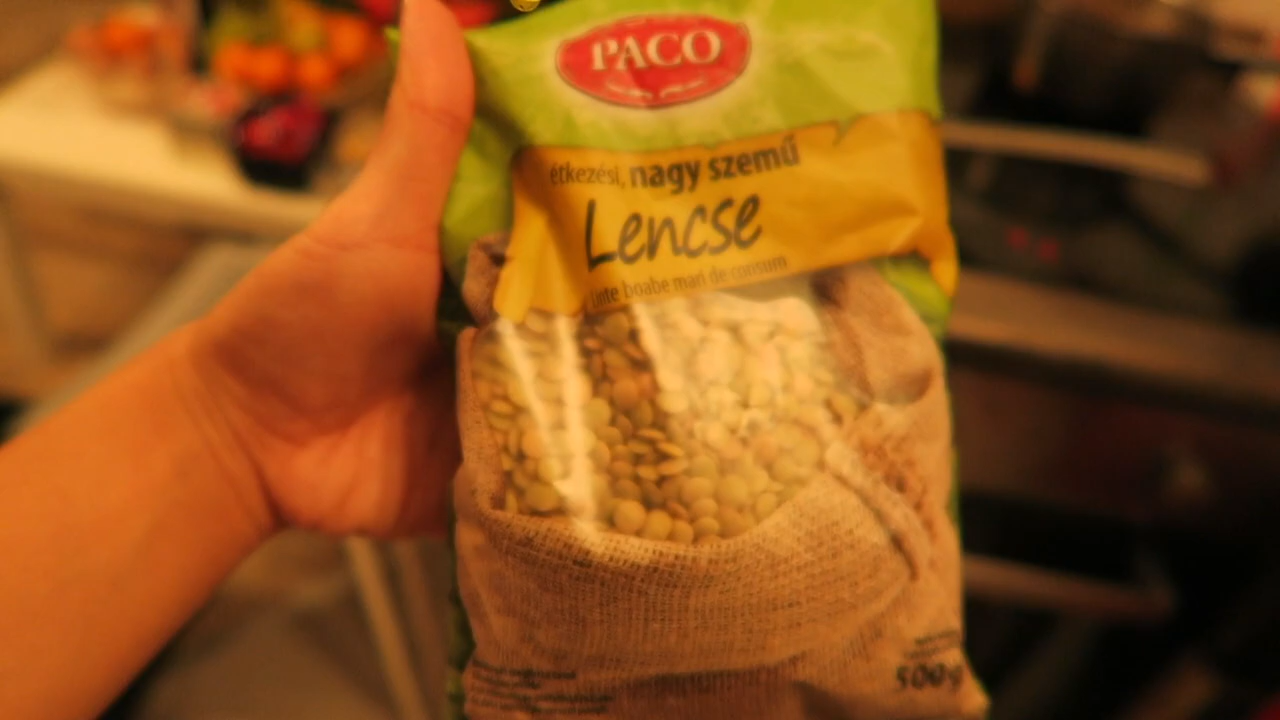 PACO
étkezési, nagy szemű
Lencse
Linte boabe mari de consum
500g